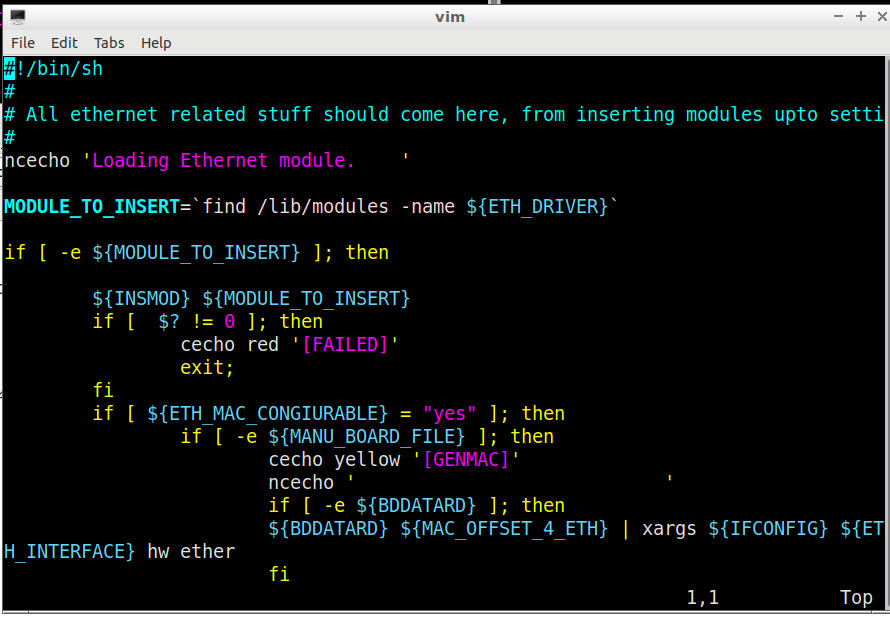 vim
File Edit Tabs Help
#!/bin/sh
#
# All ethernet related stuff should come here, from inserting modules upto setti
#
ncecho 'Loading Ethernet module.    '
MODULE_TO_INSERT=`find /lib/modules -name ${ETH_DRIVER}`
if [ -e ${MODULE_TO_INSERT} ]; then
${INSMOD} ${MODULE_TO_INSERT}
if [  $? != 0 ]; then
cecho red '[FAILED]'
exit;
fi
if [ ${ETH_MAC_CONGIURABLE} = "yes" ]; then
if [ -e ${MANU_BOARD_FILE} ]; then
cecho yellow '[GENMAC]'
ncecho '                            '
if [ -e ${BDDATARD} ]; then
${BDDATARD} ${MAC_OFFSET_4_ETH} | xargs ${IFCONFIG} ${ET
H_INTERFACE} hw ether
fi
1,1 Top